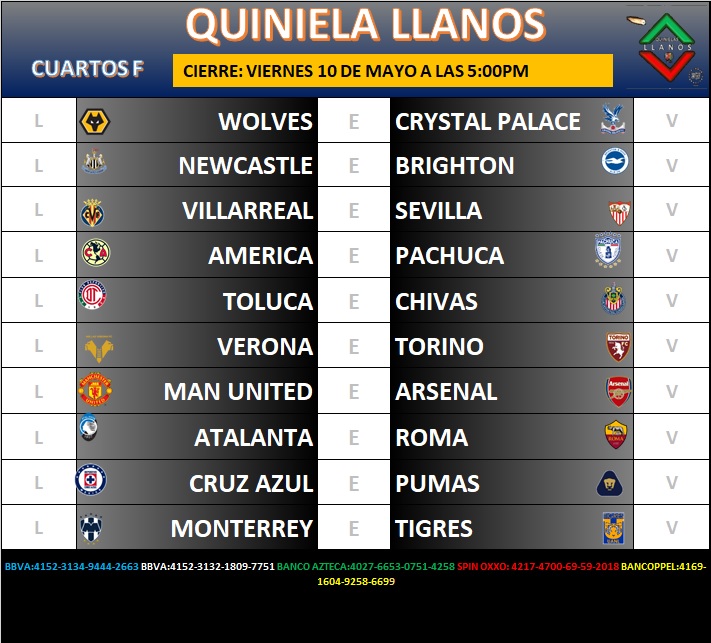 QUINIELA LLANOS
QUINIELAS
LLANOS
CUARTOS F
CIERRE: VIERNES 10 DE MAYO A LAS 5:00PM
L WOLVES E CRYSTAL PALACE V
L NEWCASTLE E BRIGHTON V
L VILLARREAL E SEVILLA V
L AMERICA E PACHUCA V
L TOLUCA E CHIVAS V
L VERONA E TORINO V
L MAN UNITED E ARSENAL V
L ATALANTA E ROMA V
L CRUZ AZUL E PUMAS V
L MONTERREY E TIGRES V
BBVA:4152-3134-9444-2663 BBVA:4152-3132-1809-7751 BANCO AZTECA:4027-6653-0751-4258 SPIN OXXO: 4217-4700-69-59-2018 BANCOPPEL:4169-
1604-9258-6699